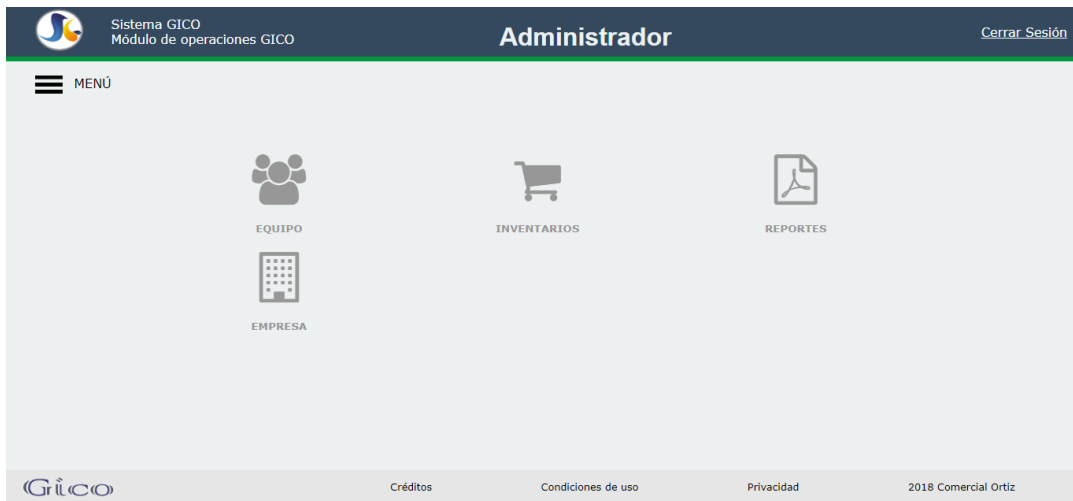 Sistema GICO
Módulo de operaciones GICO
Administrador
Cerrar Sesión
MENÚ
EQUIPO
INVENTARIOS
REPORTES
EMPRESA
Gico
Créditos
Condiciones de uso
Privacidad
2018 Comercial Ortiz